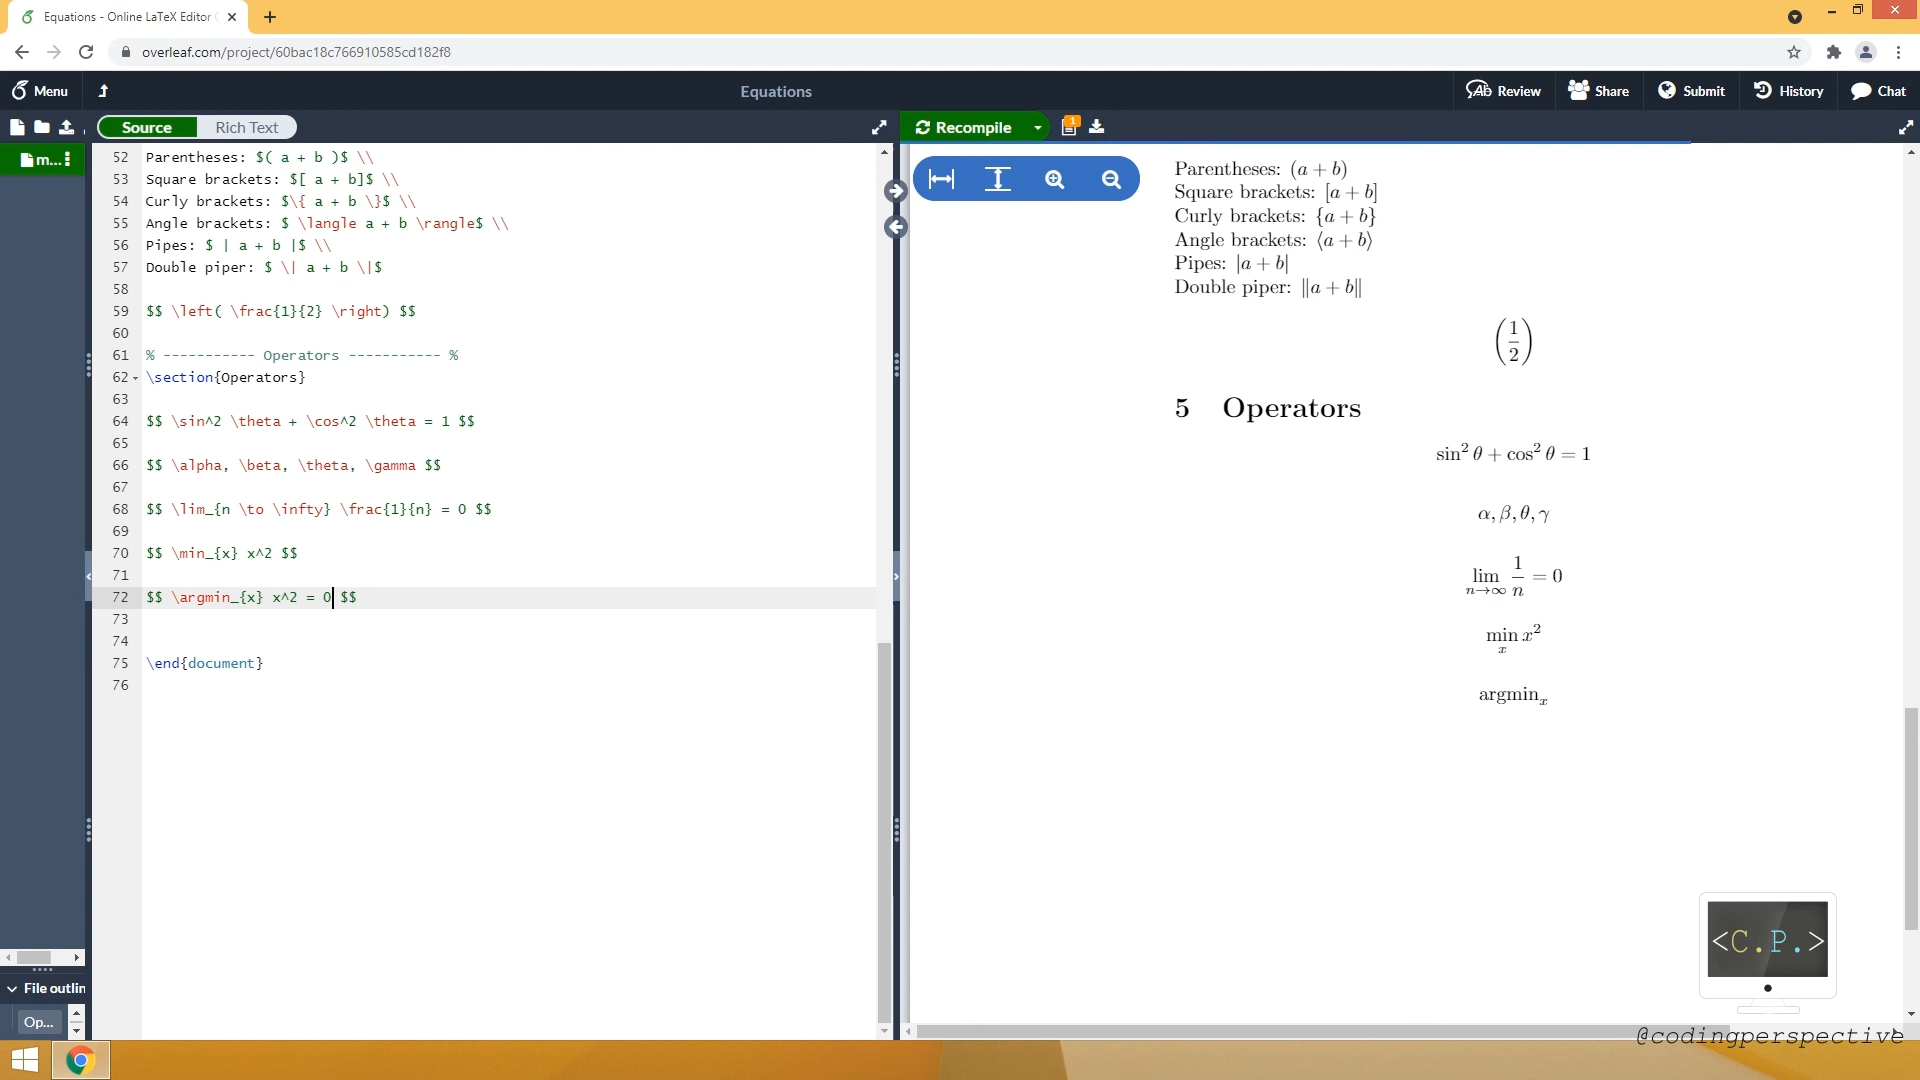 Equations - Online LaTeX Editor
overleaf.com/project/60bac18c766910585cd182f8
Menu
Equations
Review
Share
Submit
History
Chat
Source
Rich Text
Recompile
1
m...
52 Parentheses: $( a + b )$ \\
53 Square brackets: $[ a + b]$ \\
54 Curly brackets: $\{ a + b \}$ \\
55 Angle brackets: $ \langle a + b \rangle$ \\
56 Pipes: $ | a + b |$ \\
57 Double piper: $ \| a + b \|$
58
59 $$ \left( \frac{1}{2} \right) $$
60
61 % ----------- Operators ----------- %
62 \section{Operators}
63
64 $$ \sin^2 \theta + \cos^2 \theta = 1 $$
65
66 $$ \alpha, \beta, \theta, \gamma $$
67
68 $$ \lim_{n \to \infty} \frac{1}{n} = 0 $$
69
70 $$ \min_{x} x^2 $$
71
72 $$ \argmin_{x} x^2 = 0 $$
73
74
75 \end{document}
76
File outlin
Op...
Parentheses: (a + b)
Square brackets: [a + b]
Curly brackets: {a + b}
Angle brackets: ⟨a + b⟩
Pipes: |a + b|
Double piper: ∥a + b∥
(1/2)
5 Operators
sin² θ + cos² θ = 1
α, β, θ, γ
lim n→∞ 1/n = 0
min x x²
argmin x
<C.P.>
@codingperspective